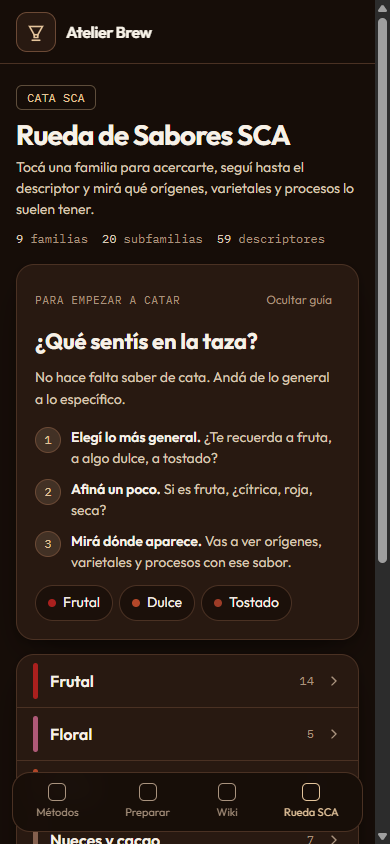 Atelier Brew
CATA SCA
Rueda de Sabores SCA
Tocá una familia para acercarte, seguí hasta el
descriptor y mirá qué orígenes, varietales y procesos lo
suelen tener.
9 familias 20 subfamilias 59 descriptores
PARA EMPEZAR A CATAR
Ocultar guía
¿Qué sentís en la taza?
No hace falta saber de cata. Andá de lo general
a lo específico.
1 Elegí lo más general. ¿Te recuerda a fruta,
a algo dulce, a tostado?
2 Afiná un poco. Si es fruta, ¿cítrica, roja,
seca?
3 Mirá dónde aparece. Vas a ver orígenes,
varietales y procesos con ese sabor.
Frutal Dulce Tostado
Frutal 14
Floral 5
Nueces y cacao 7
Métodos Preparar Wiki Rueda SCA